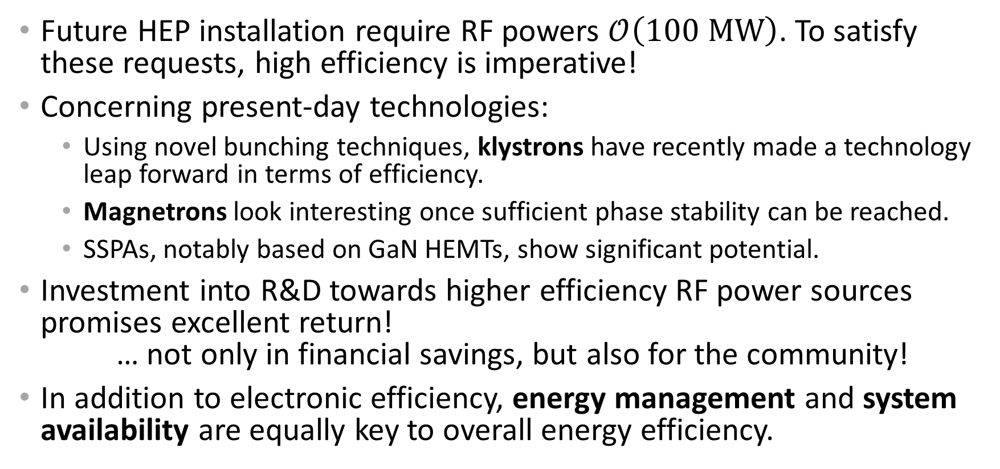 • Future HEP installation require RF powers 𝒪(100 MW). To satisfy
these requests, high efficiency is imperative!
• Concerning present-day technologies:
• Using novel bunching techniques, klystrons have recently made a technology
leap forward in terms of efficiency.
• Magnetrons look interesting once sufficient phase stability can be reached.
• SSPAs, notably based on GaN HEMTs, show significant potential.
• Investment into R&D towards higher efficiency RF power sources
promises excellent return!
… not only in financial savings, but also for the community!
• In addition to electronic efficiency, energy management and system
availability are equally key to overall energy efficiency.